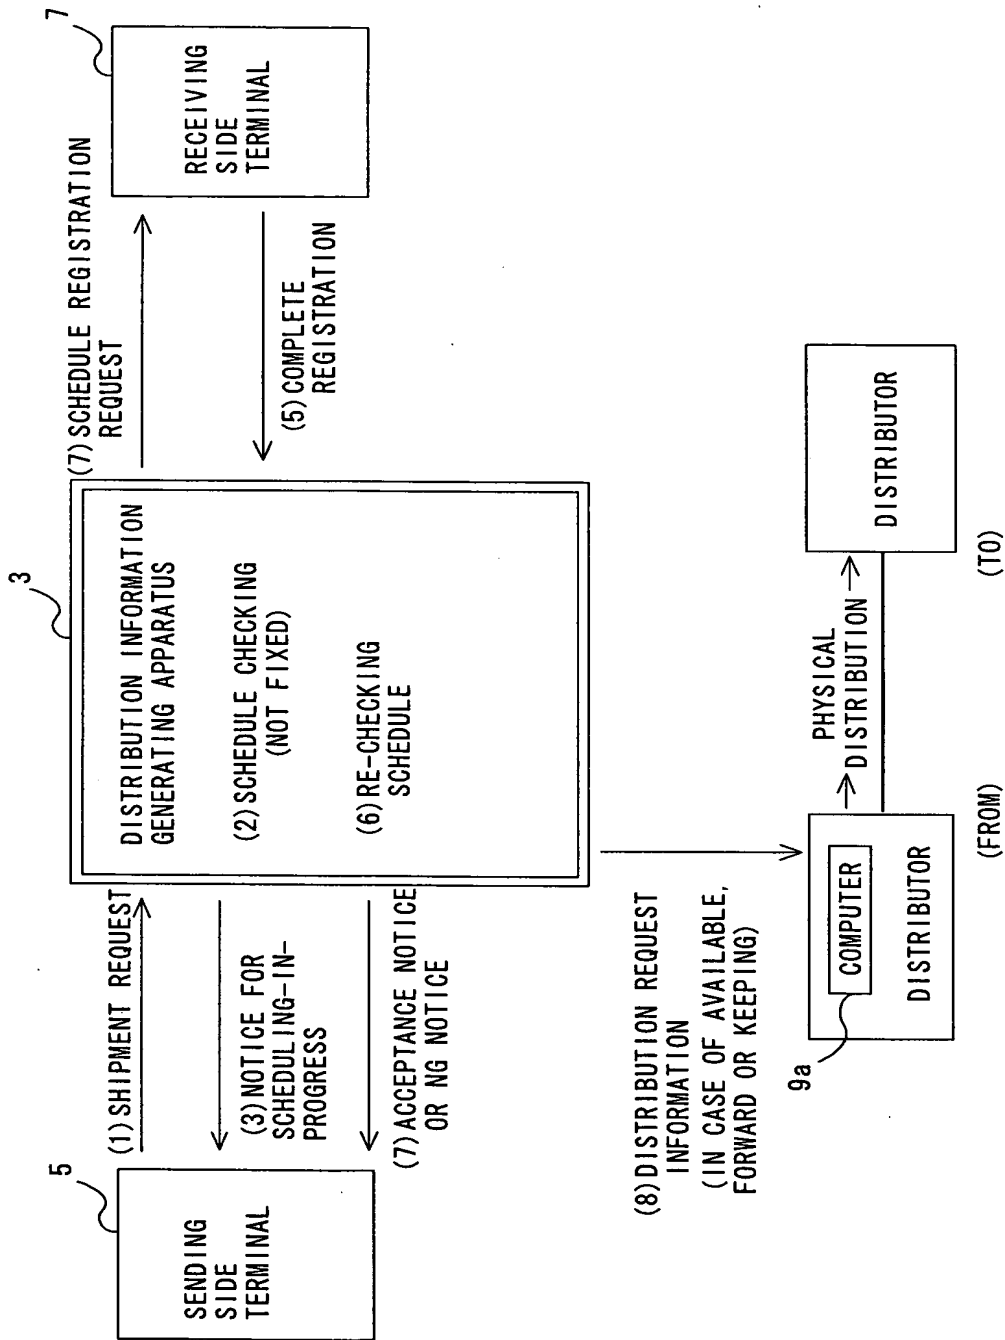 5
SENDING
SIDE
TERMINAL
(1)SHIPMENT REQUEST
(3)NOTICE FOR
SCHEDULING-IN-
PROGRESS
(7)ACCEPTANCE NOTICE
OR NG NOTICE
3
DISTRIBUTION INFORMATION
GENERATING APPARATUS
(2)SCHEDULE CHECKING
(NOT FIXED)
(6)RE-CHECKING
SCHEDULE
(7)SCHEDULE REGISTRATION
REQUEST
(5)COMPLETE
REGISTRATION
7
RECEIVING
SIDE
TERMINAL
(8)DISTRIBUTION REQUEST
INFORMATION
(IN CASE OF AVAILABLE,
FORWARD OR KEEPING)
9a
COMPUTER
DISTRIBUTOR
(FROM)
PHYSICAL
DISTRIBUTION
DISTRIBUTOR
(TO)